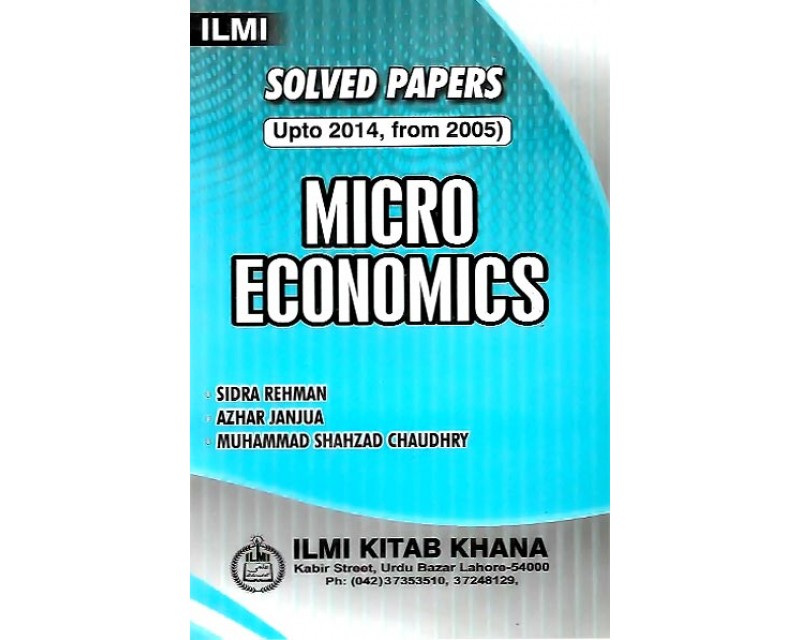 ILMI
SOLVED PAPERS
Upto 2014, from 2005)
MICRO
ECONOMICS
SIDRA REHMAN
AZHAR JANJUA
MUHAMMAD SHAHZAD CHAUDHRY
ILMI
ILMI KITAB KHANA
Kabir Street, Urdu Bazar Lahore-54000
Ph: (042)37353510, 37248129,